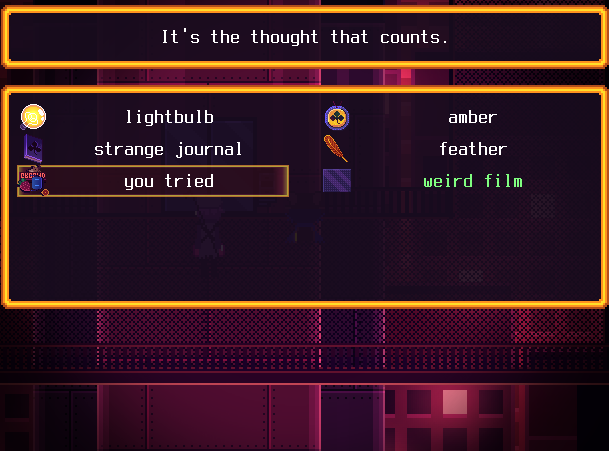 It's the thought that counts.
lightbulb
amber
strange journal
feather
you tried
weird film